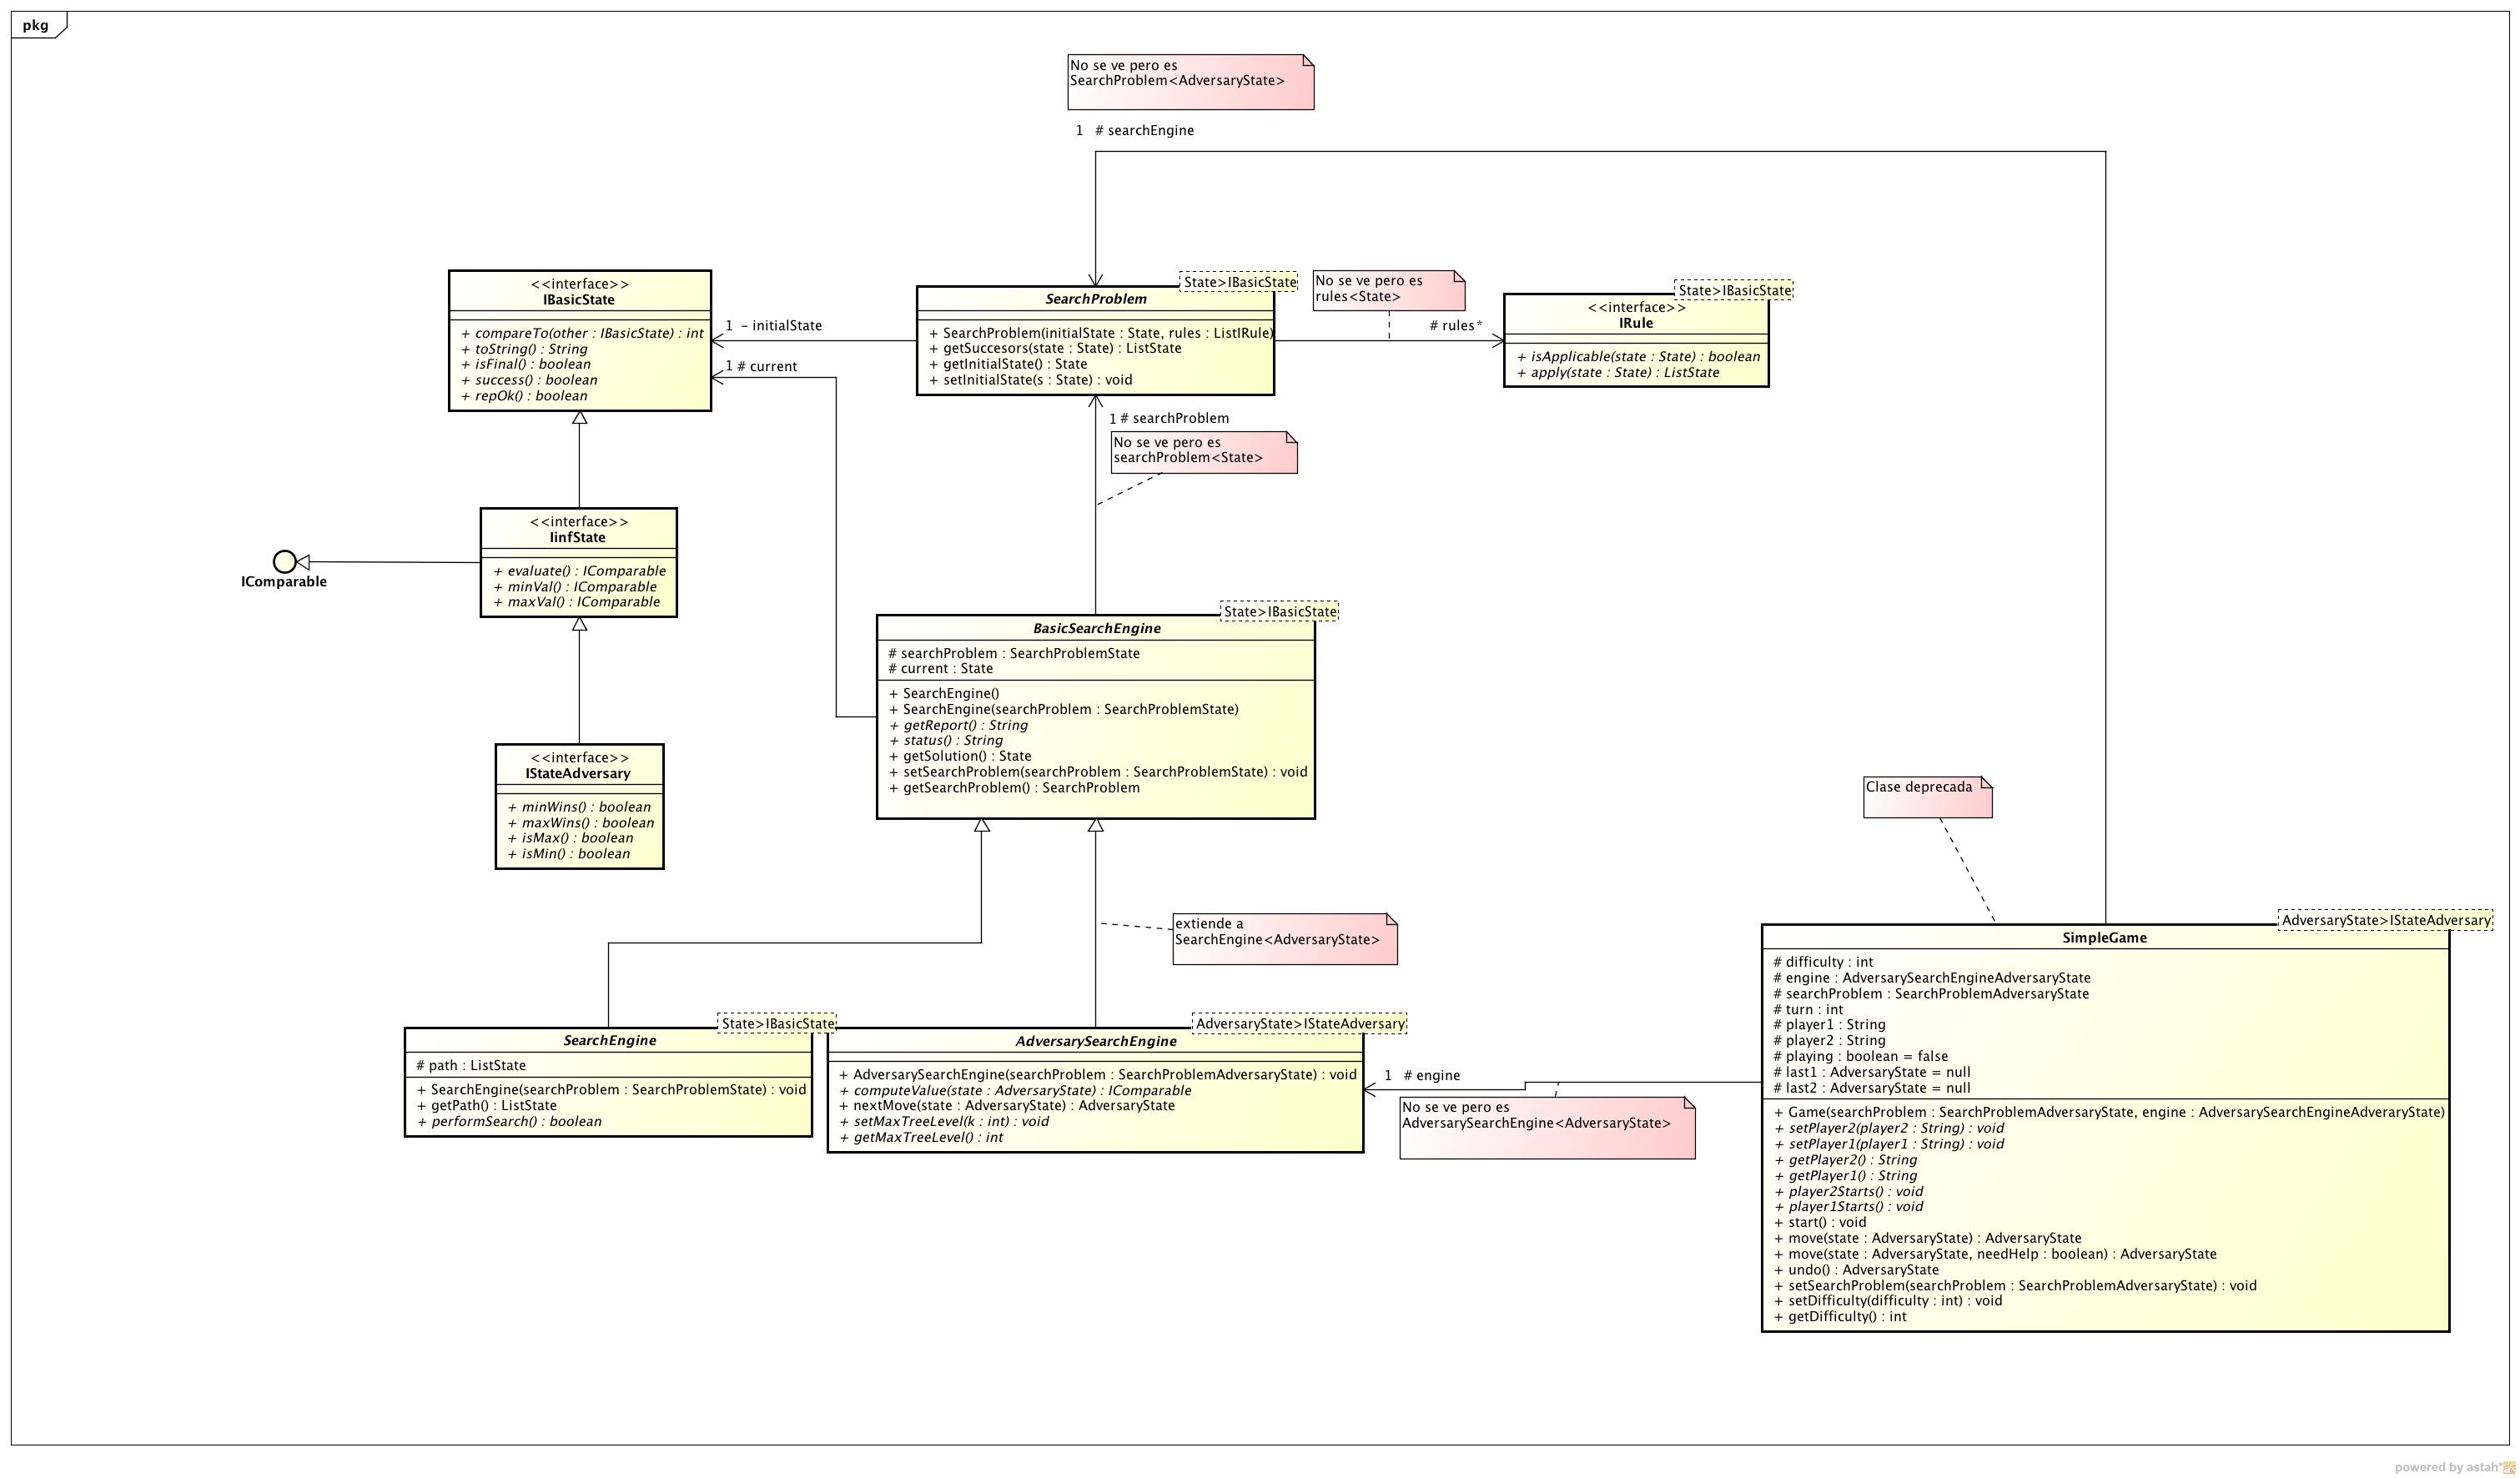 pkg
No se ve pero es
SearchProblem<AdversaryState>
1 # searchEngine
<<interface>>
IBasicState
+ compareTo(other : IBasicState) : int
+ toString() : String
+ isFinal() : boolean
+ success() : boolean
+ repOk() : boolean
1 - initialState
1 # current
State>IBasicState
SearchProblem
+ SearchProblem(initialState : State, rules : ListIRule)
+ getSuccesors(state : State) : ListState
+ getInitialState() : State
+ setInitialState(s : State) : void
No se ve pero es
rules<State>
# rules *
State>IBasicState
<<interface>>
IRule
+ isApplicable(state : State) : boolean
+ apply(state : State) : ListState
1 # searchProblem
No se ve pero es
searchProblem<State>
<<interface>>
IinfState
+ evaluate() : IComparable
+ minVal() : IComparable
+ maxVal() : IComparable
IComparable
State>IBasicState
BasicSearchEngine
# searchProblem : SearchProblemState
# current : State
+ SearchEngine()
+ SearchEngine(searchProblem : SearchProblemState)
+ getReport() : String
+ status() : String
+ getSolution() : State
+ setSearchProblem(searchProblem : SearchProblemState) : void
+ getSearchProblem() : SearchProblem
<<interface>>
IStateAdversary
+ minWins() : boolean
+ maxWins() : boolean
+ isMax() : boolean
+ isMin() : boolean
Clase deprecada
extiende a
SearchEngine<AdversaryState>
State>IBasicState
SearchEngine
# path : ListState
+ SearchEngine(searchProblem : SearchProblemState) : void
+ getPath() : ListState
+ performSearch() : boolean
AdversaryState>IStateAdversary
AdversarySearchEngine
+ AdversarySearchEngine(searchProblem : SearchProblemAdversaryState) : void
+ computeValue(state : AdversaryState) : IComparable
+ nextMove(state : AdversaryState) : AdversaryState
+ setMaxTreeLevel(k : int) : void
+ getMaxTreeLevel() : int
1 # engine
No se ve pero es
AdversarySearchEngine<AdversaryState>
AdversaryState>IStateAdversary
SimpleGame
# difficulty : int
# engine : AdversarySearchEngineAdversaryState
# searchProblem : SearchProblemAdversaryState
# turn : int
# player1 : String
# player2 : String
# playing : boolean = false
# last1 : AdversaryState = null
# last2 : AdversaryState = null
+ Game(searchProblem : SearchProblemAdversaryState, engine : AdversarySearchEngineAdveraryState)
+ setPlayer2(player2 : String) : void
+ setPlayer1(player1 : String) : void
+ getPlayer2() : String
+ getPlayer1() : String
+ player2Starts() : void
+ player1Starts() : void
+ start() : void
+ move(state : AdversaryState) : AdversaryState
+ move(state : AdversaryState, needHelp : boolean) : AdversaryState
+ undo() : AdversaryState
+ setSearchProblem(searchProblem : SearchProblemAdversaryState) : void
+ setDifficulty(difficulty : int) : void
+ getDifficulty() : int
powered by astah*